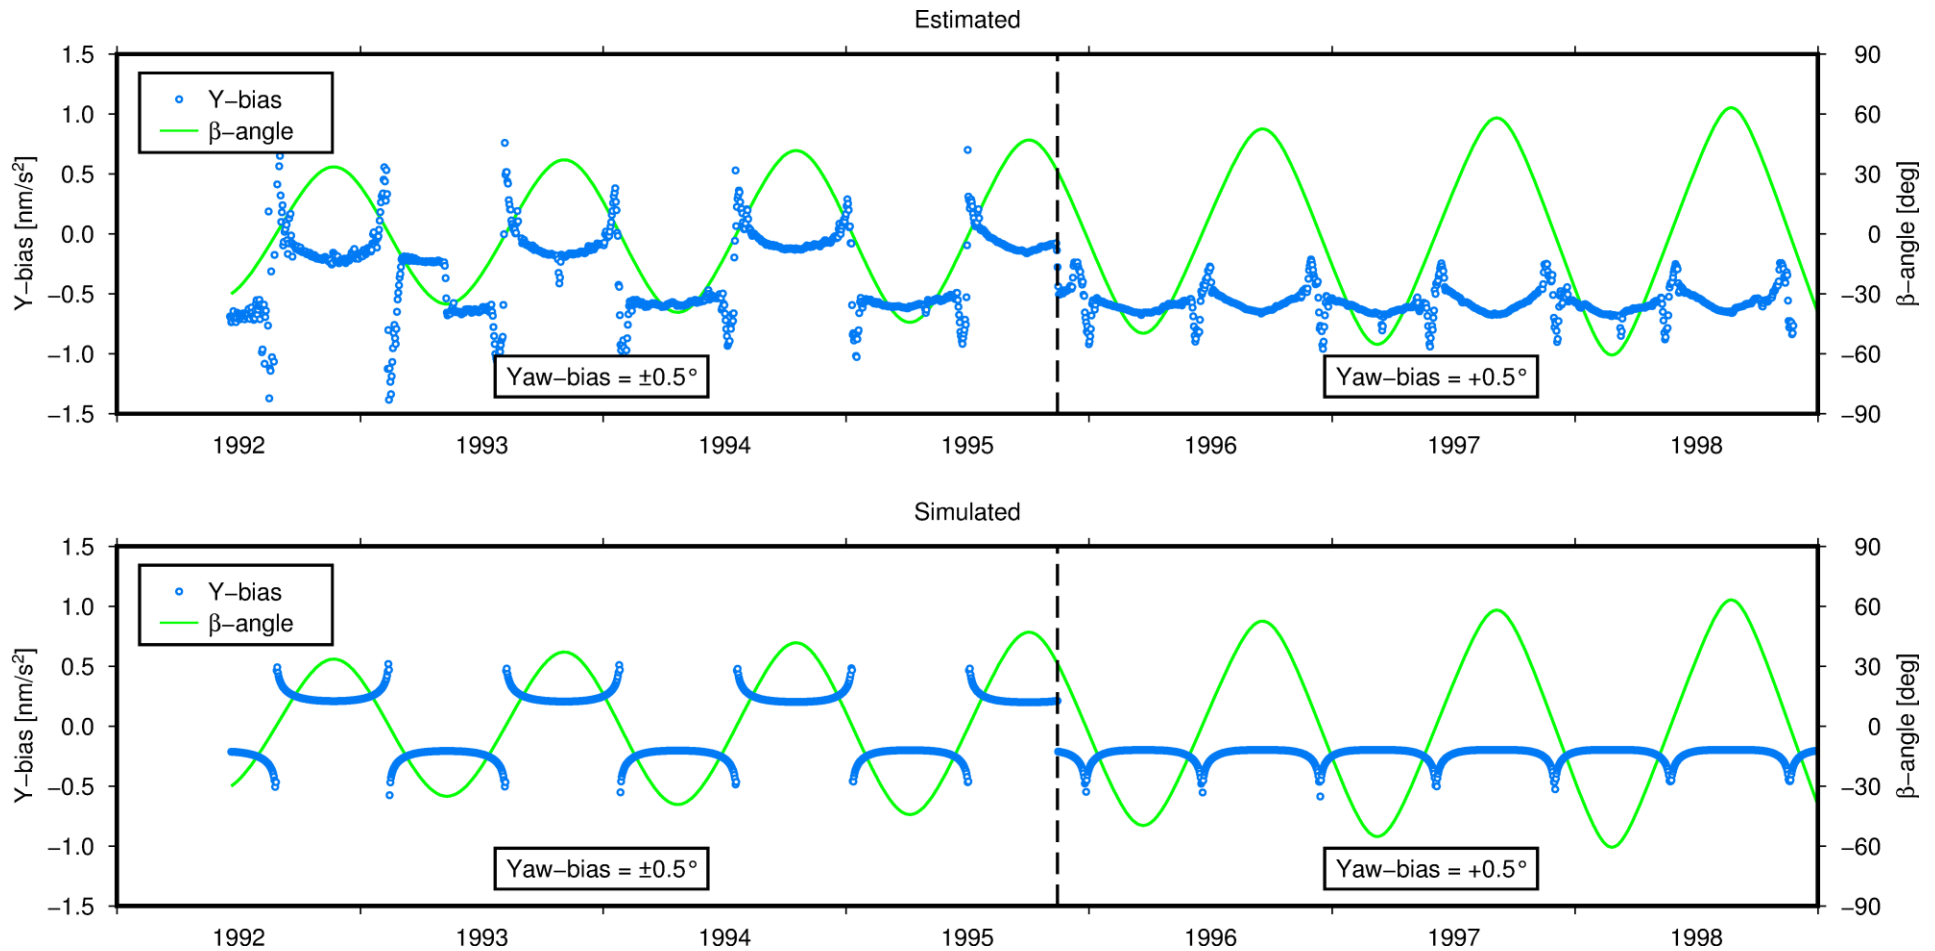 Estimated
1.5
1.0
0.5
0.0
−0.5
−1.0
−1.5
Y−bias [nm/s²]
Y−bias
β−angle
Yaw−bias = ±0.5°
Yaw−bias = +0.5°
90
60
30
0
−30
−60
−90
β−angle [deg]
1992 1993 1994 1995 1996 1997 1998
Simulated
1.5
1.0
0.5
0.0
−0.5
−1.0
−1.5
Y−bias [nm/s²]
Y−bias
β−angle
Yaw−bias = ±0.5°
Yaw−bias = +0.5°
90
60
30
0
−30
−60
−90
β−angle [deg]
1992 1993 1994 1995 1996 1997 1998